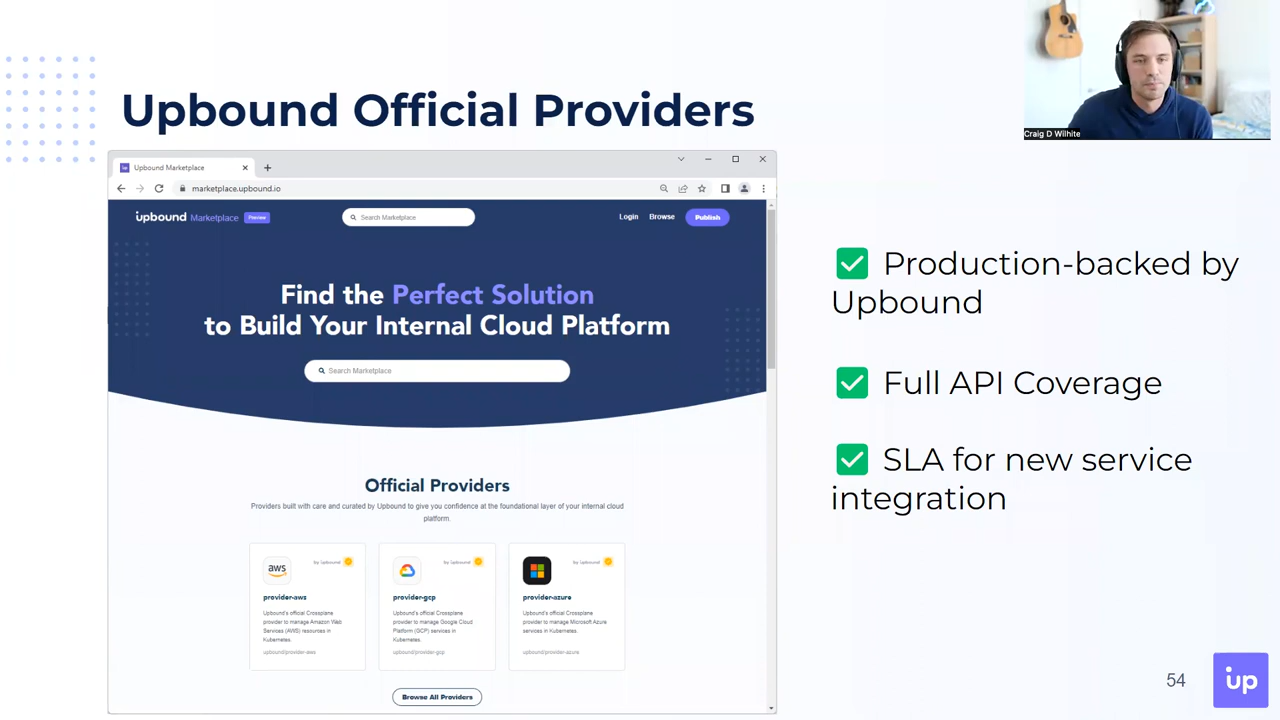 Upbound Official Providers
Craig D Wilhite
Upbound Marketplace
marketplace.upbound.io
upbound Marketplace Preview
Search Marketplace
Login Browse Publish
Find the Perfect Solution
to Build Your Internal Cloud Platform
Search Marketplace
Official Providers
Providers built with care and curated by Upbound to give you confidence at the foundational layer of your internal cloud
platform.
aws
by Upbound
provider-aws
Upbound's official Crossplane
provider to manage Amazon Web
Services (AWS) resources in
Kubernetes.
upbound/provider-aws
by Upbound
provider-gcp
Upbound's official Crossplane
provider to manage Google Cloud
Platform (GCP) services in
Kubernetes.
upbound/provider-gcp
by Upbound
provider-azure
Upbound's official Crossplane
provider to manage Microsoft Azure
services in Kubernetes.
upbound/provider-azure
Browse All Providers
✅ Production-backed by
Upbound
✅ Full API Coverage
✅ SLA for new service
integration
54
up